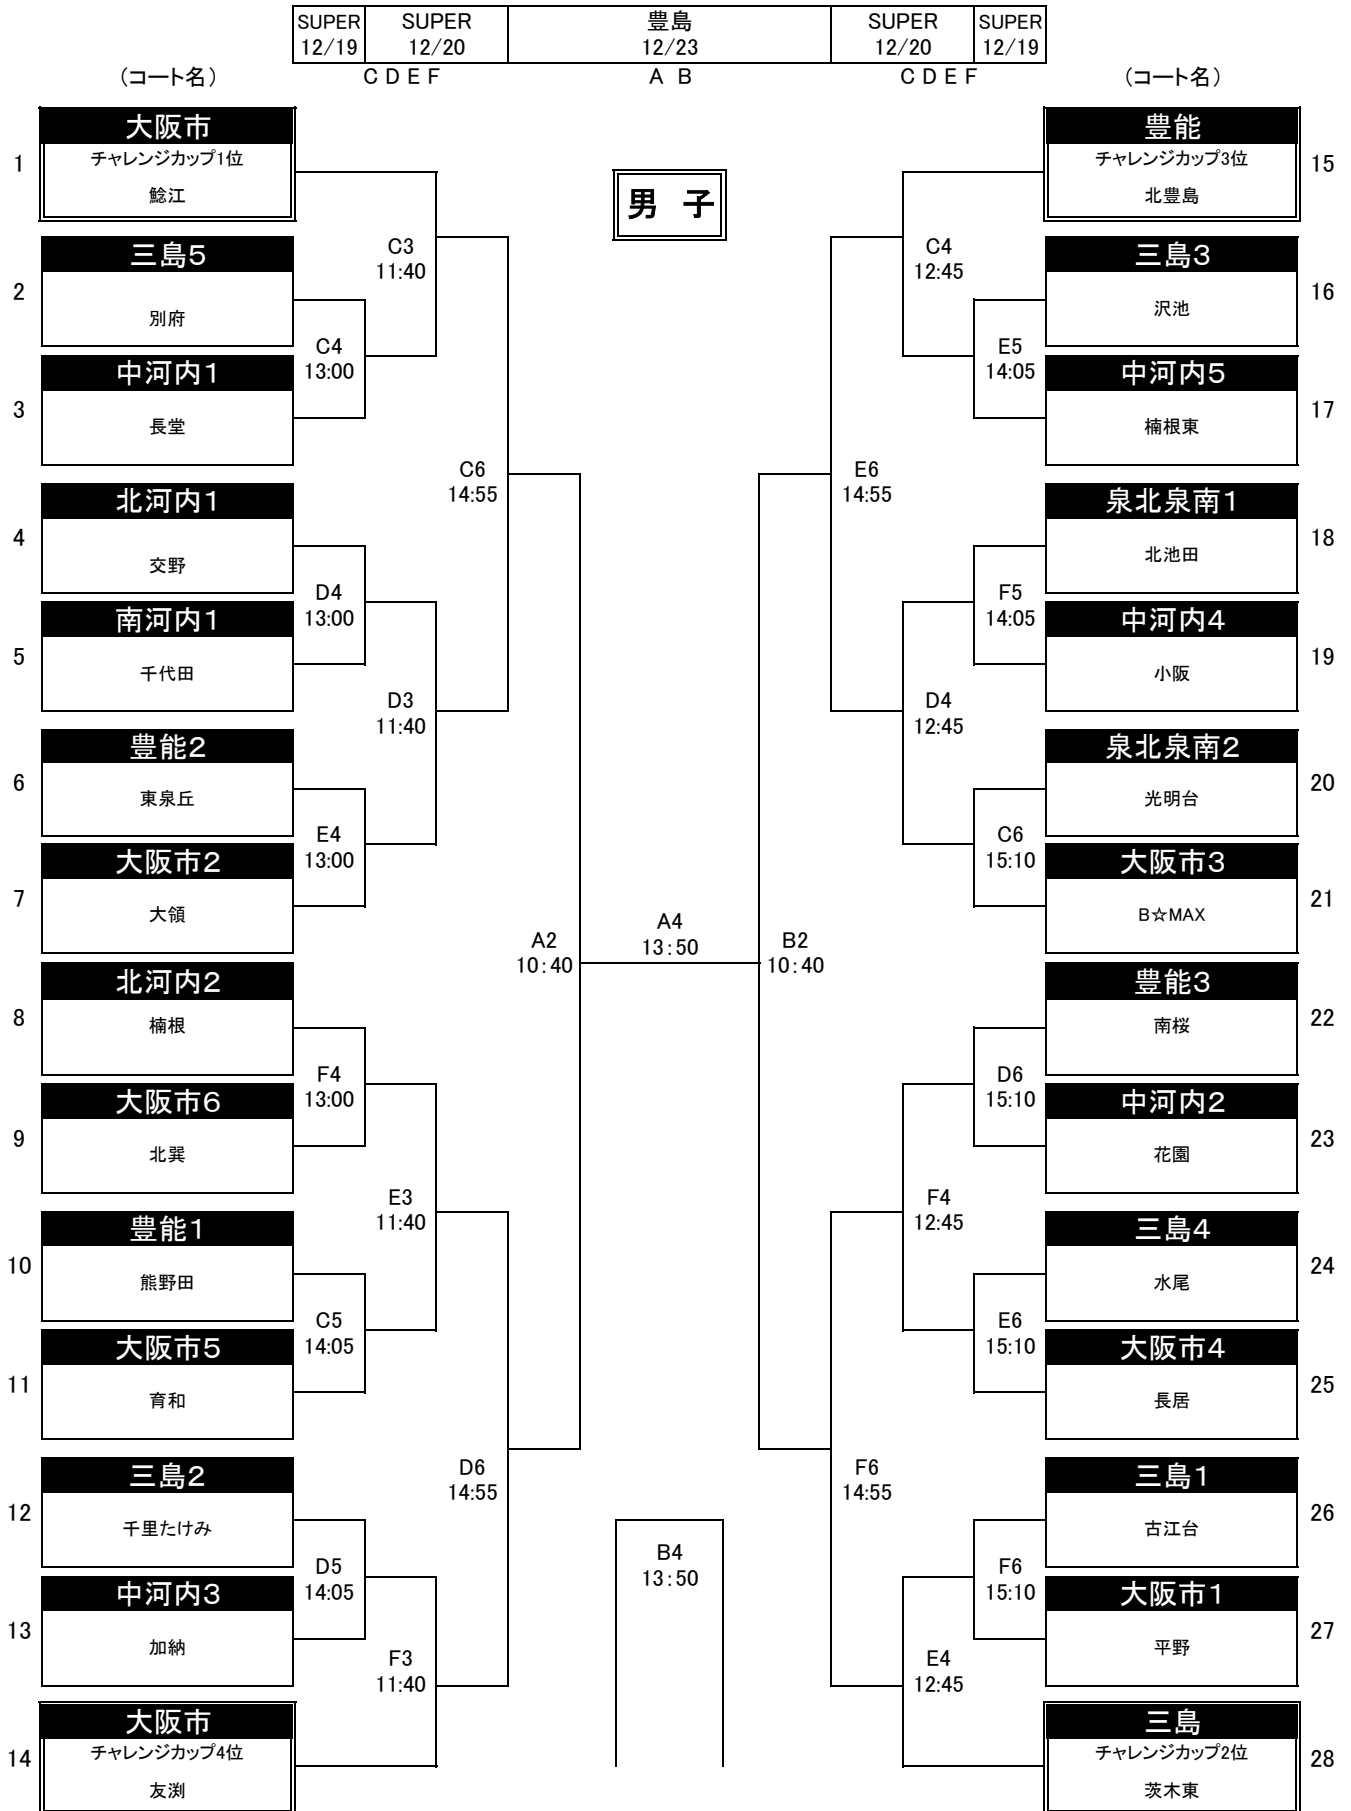 SUPER SUPER 豊島 SUPER SUPER
12/19 12/20 12/23 12/20 12/19
(コート名) C D E F A B C D E F (コート名)
男 子
大阪市
1 チャレンジカップ1位
鯰江
三島5
2 別府
中河内1
3 長堂
北河内1
4 交野
南河内1
5 千代田
豊能2
6 東泉丘
大阪市2
7 大領
北河内2
8 楠根
大阪市6
9 北巽
豊能1
10 熊野田
大阪市5
11 育和
三島2
12 千里たけみ
中河内3
13 加納
大阪市
14 チャレンジカップ4位
友渕
C4
13:00
D4
13:00
E4
13:00
F4
13:00
C5
14:05
D5
14:05
C3
11:40
D3
11:40
E3
11:40
F3
11:40
C6
14:55
D6
14:55
A2
10:40
A4
13:50
B4
13:50
B2
10:40
E6
14:55
F6
14:55
C4
12:45
D4
12:45
F4
12:45
E4
12:45
E5
14:05
F5
14:05
C6
15:10
D6
15:10
E6
15:10
F6
15:10
豊能
チャレンジカップ3位 15
北豊島
三島3
沢池 16
中河内5
楠根東 17
泉北泉南1
北池田 18
中河内4
小阪 19
泉北泉南2
光明台 20
大阪市3
B☆MAX 21
豊能3
南桜 22
中河内2
花園 23
三島4
水尾 24
大阪市4
長居 25
三島1
古江台 26
大阪市1
平野 27
三島
チャレンジカップ2位 28
茨木東